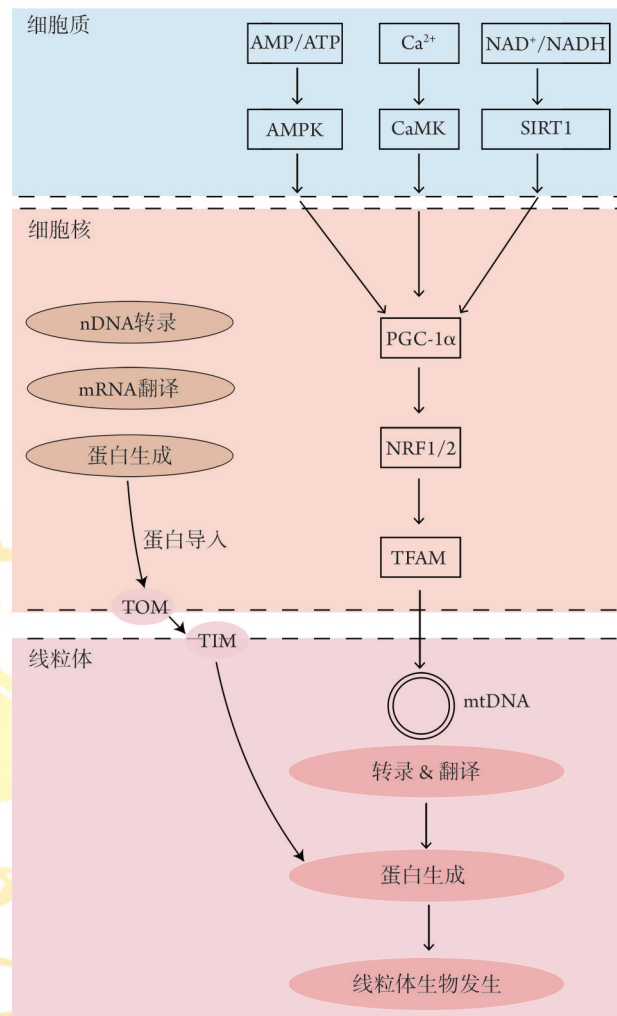 细胞质
AMP/ATP
Ca²⁺
NAD⁺/NADH
AMPK
CaMK
SIRT1
细胞核
nDNA转录
PGC-1α
mRNA翻译
NRF1/2
蛋白生成
蛋白导入
TFAM
TOM
TIM
线粒体
mtDNA
转录 & 翻译
蛋白生成
线粒体生物发生